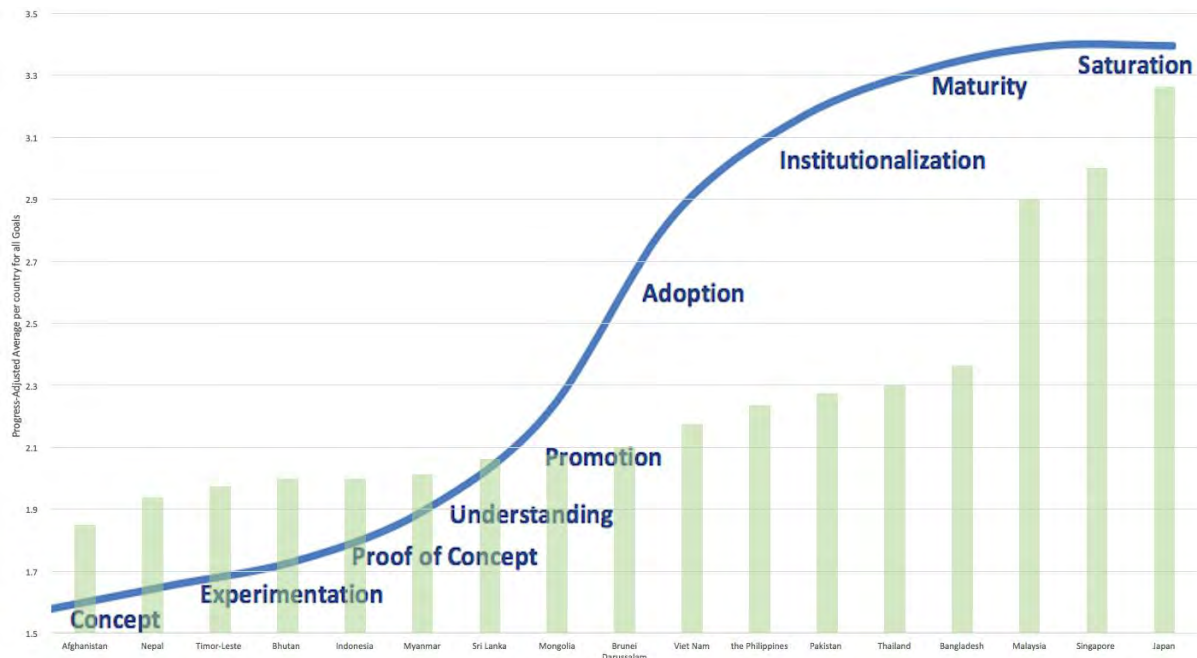 3.5
3.3
3.1
2.9
2.7
2.5
2.3
2.1
1.9
1.7
1.5
Progress-Adjusted Average per country for all Goals
Saturation
Maturity
Institutionalization
Adoption
Promotion
Understanding
Proof of Concept
Experimentation
Concept
Afghanistan
Nepal
Timor-Leste
Bhutan
Indonesia
Myanmar
Sri Lanka
Mongolia
Brunei
Darussalam
Viet Nam
the Philippines
Pakistan
Thailand
Bangladesh
Malaysia
Singapore
Japan